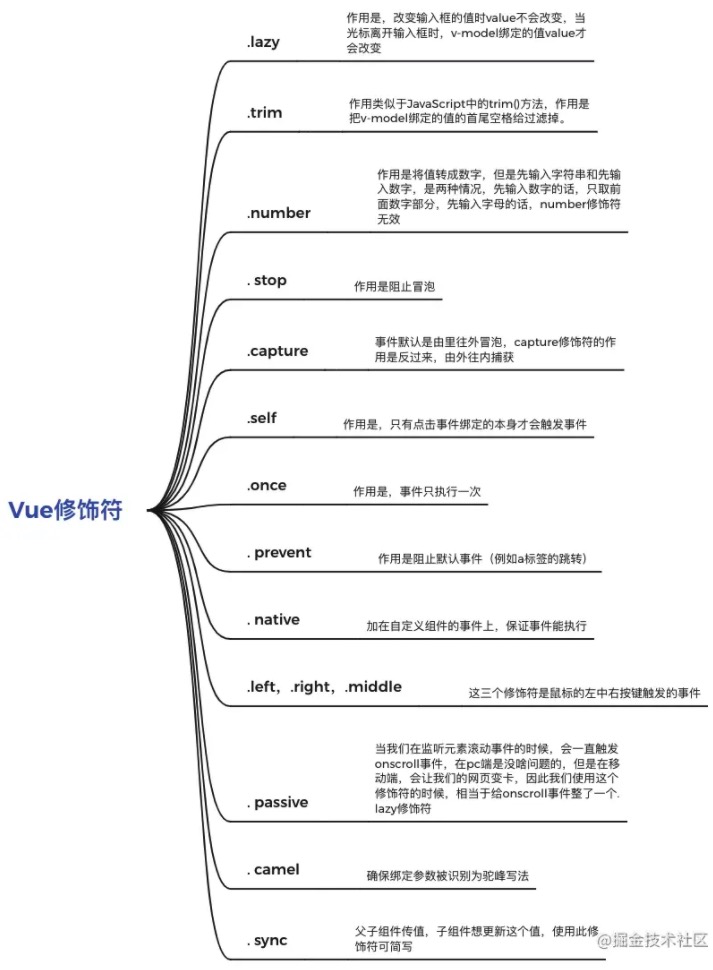 作用是，改变输入框的值时value不会改变，当
光标离开输入框时，v-model绑定的值value才
会改变
.lazy
作用类似于JavaScript中的trim()方法，作用是
把v-model绑定的值的首尾空格给过滤掉。
.trim
作用是将值转成数字，但是先输入字符串和先输
入数字，是两种情况，先输入数字的话，只取前
面数字部分，先输入字母的话，number修饰符
无效
.number
. stop
作用是阻止冒泡
事件默认是由里往外冒泡，capture修饰符的作
用是反过来，由外往内捕获
.capture
.self
作用是，只有点击事件绑定的本身才会触发事件
.once
作用是，事件只执行一次
Vue修饰符
. prevent
作用是阻止默认事件（例如a标签的跳转）
. native
加在自定义组件的事件上，保证事件能执行
.left，.right，.middle
这三个修饰符是鼠标的左中右按键触发的事件
当我们在监听元素滚动事件的时候，会一直触发
onscroll事件，在pc端是没啥问题的，但是在移
动端，会让我们的网页变卡，因此我们使用这个
修饰符的时候，相当于给onscroll事件整了一个.
lazy修饰符
. passive
. camel
确保绑定参数被识别为驼峰写法
父子组件传值，子组件想更新这个值，使用此修
饰符可简写
. sync
@掘金技术社区